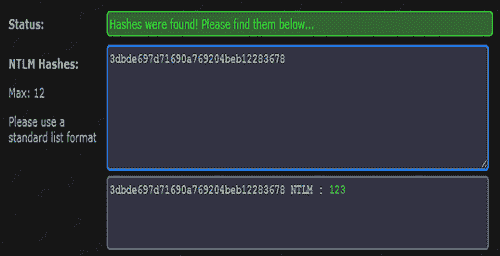 Status:
Hashes were found! Please find them below...
NTLM Hashes:
Max: 12
Please use a
standard list format
3dbde697d71690a769204beb12283678
3dbde697d71690a769204beb12283678 NTLM : 123